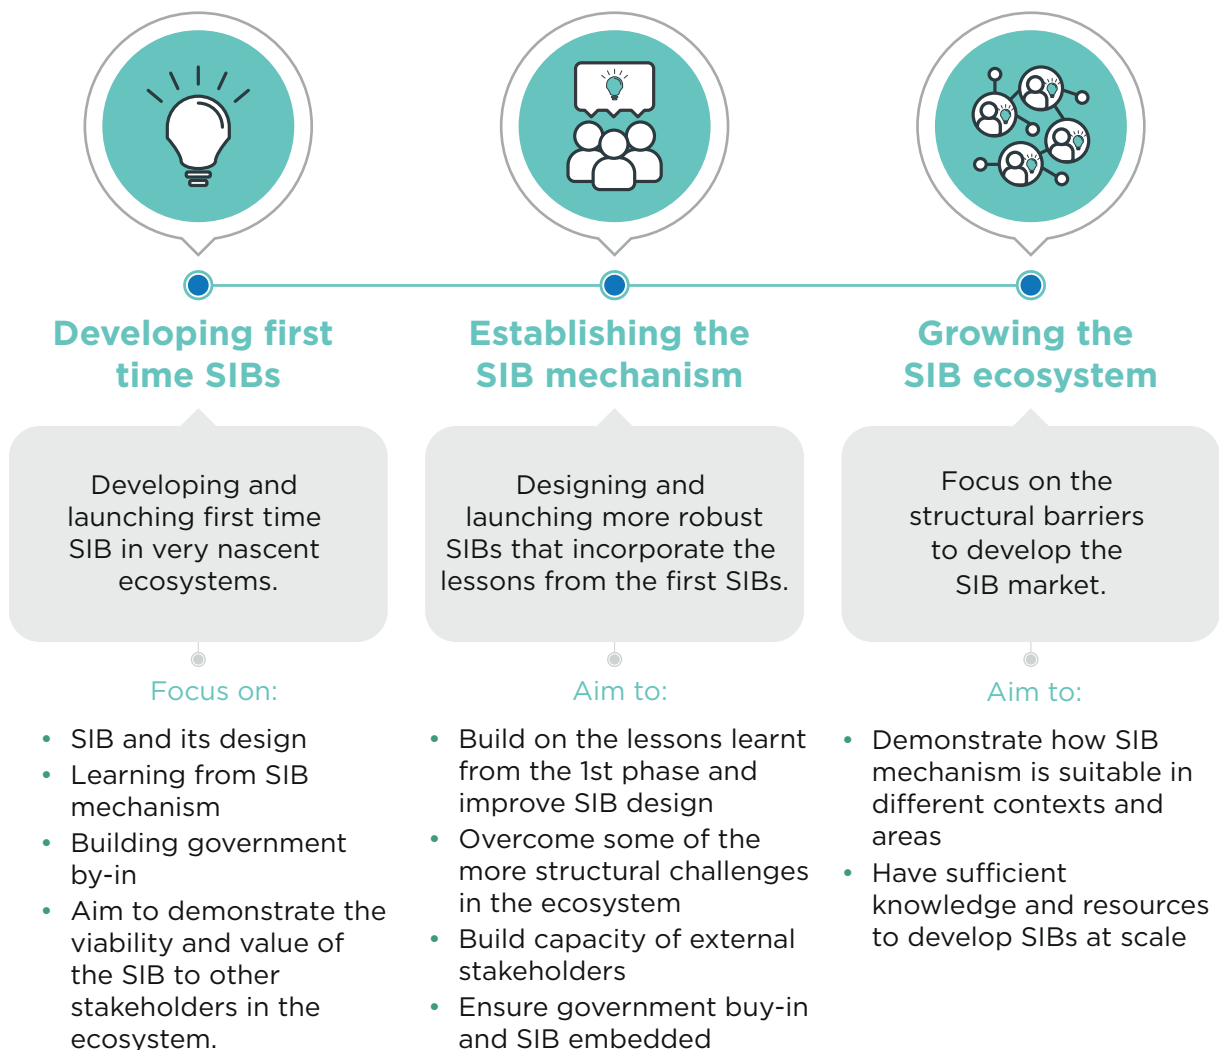 Developing first
time SIBs
Developing and
launching first time
SIB in very nascent
ecosystems.
Focus on:
• SIB and its design
• Learning from SIB
mechanism
• Building government
by-in
• Aim to demonstrate the
viability and value of
the SIB to other
stakeholders in the
ecosystem.
Establishing the
SIB mechanism
Designing and
launching more robust
SIBs that incorporate the
lessons from the first SIBs.
Aim to:
• Build on the lessons learnt
from the 1st phase and
improve SIB design
• Overcome some of the
more structural challenges
in the ecosystem
• Build capacity of external
stakeholders
• Ensure government buy-in
and SIB embedded
Growing the
SIB ecosystem
Focus on the
structural barriers
to develop the
SIB market.
Aim to:
• Demonstrate how SIB
mechanism is suitable in
different contexts and
areas
• Have sufficient
knowledge and resources
to develop SIBs at scale